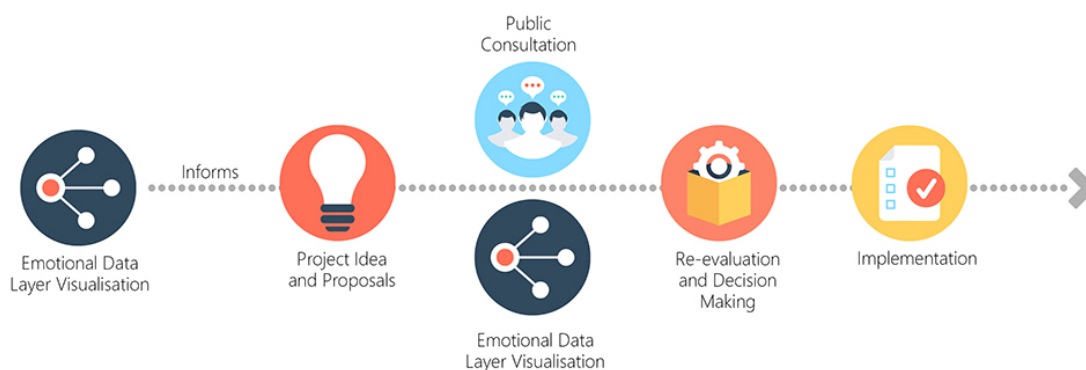 Public
Consultation
Informs
Emotional Data
Layer Visualisation
Project Idea
and Proposals
Emotional Data
Layer Visualisation
Re-evaluation
and Decision
Making
Implementation